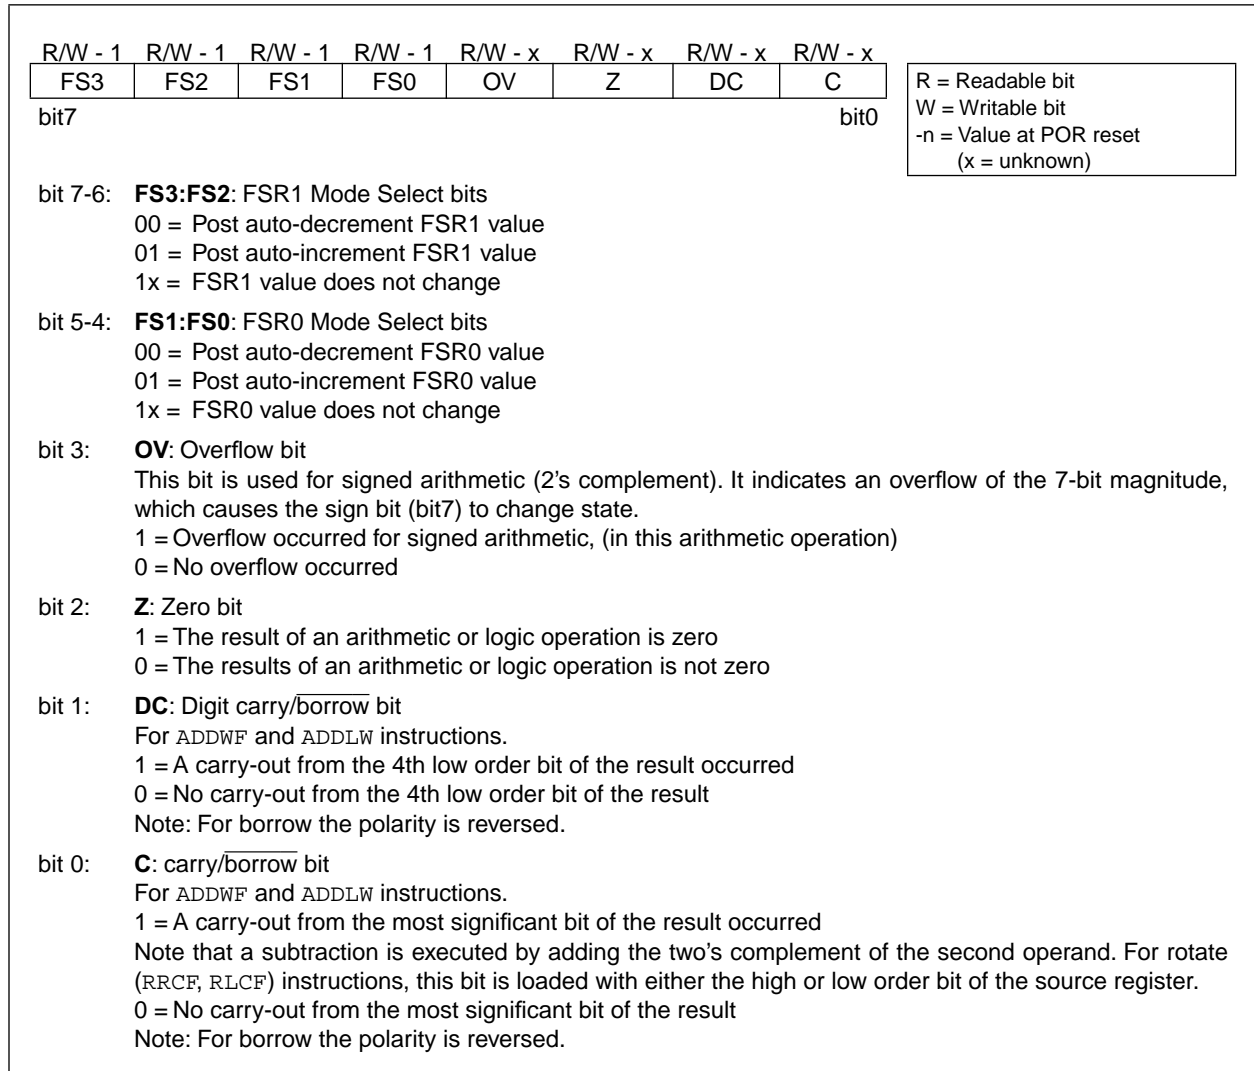 R/W - 1 R/W - 1 R/W - 1 R/W - 1 R/W - x R/W - x R/W - x R/W - x
FS3 FS2 FS1 FS0 OV Z DC C
bit7 bit0
R = Readable bit
W = Writable bit
-n = Value at POR reset
(x = unknown)
bit 7-6: FS3:FS2: FSR1 Mode Select bits
00 = Post auto-decrement FSR1 value
01 = Post auto-increment FSR1 value
1x = FSR1 value does not change
bit 5-4: FS1:FS0: FSR0 Mode Select bits
00 = Post auto-decrement FSR0 value
01 = Post auto-increment FSR0 value
1x = FSR0 value does not change
bit 3: OV: Overflow bit
This bit is used for signed arithmetic (2's complement). It indicates an overflow of the 7-bit magnitude,
which causes the sign bit (bit7) to change state.
1 = Overflow occurred for signed arithmetic, (in this arithmetic operation)
0 = No overflow occurred
bit 2: Z: Zero bit
1 = The result of an arithmetic or logic operation is zero
0 = The results of an arithmetic or logic operation is not zero
bit 1: DC: Digit carry/borrow bit
For ADDWF and ADDLW instructions.
1 = A carry-out from the 4th low order bit of the result occurred
0 = No carry-out from the 4th low order bit of the result
Note: For borrow the polarity is reversed.
bit 0: C: carry/borrow bit
For ADDWF and ADDLW instructions.
1 = A carry-out from the most significant bit of the result occurred
Note that a subtraction is executed by adding the two's complement of the second operand. For rotate
(RRCF, RLCF) instructions, this bit is loaded with either the high or low order bit of the source register.
0 = No carry-out from the most significant bit of the result
Note: For borrow the polarity is reversed.